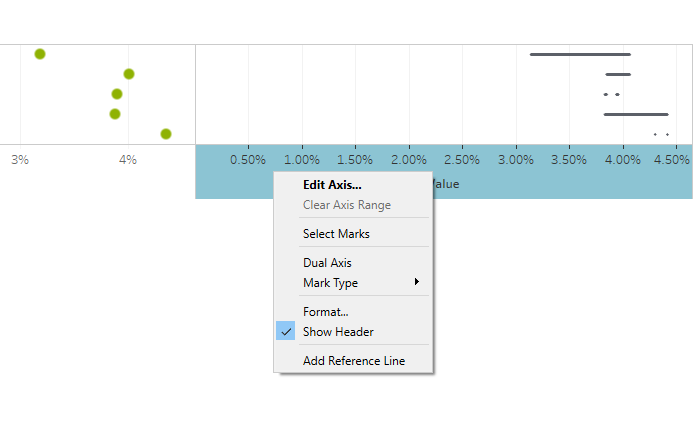 3% 4% 0.50% 1.00% 1.50% 2.00% 2.50% 3.00% 3.50% 4.00% 4.50%
Edit Axis...
Clear Axis Range
Select Marks
Dual Axis
Mark Type
Format...
Show Header
Add Reference Line